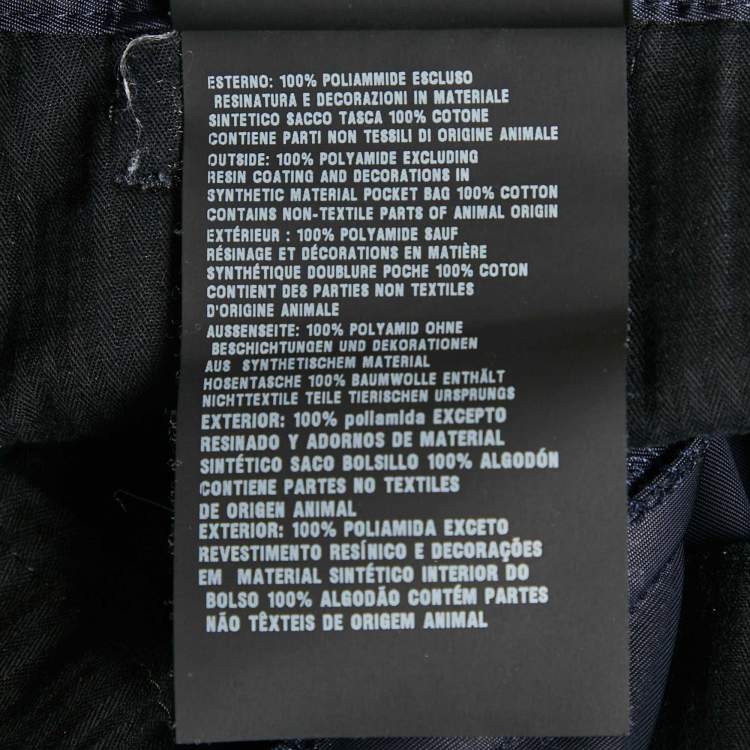 ESTERNO: 100% POLIAMMIDE ESCLUSO
RESINATURA E DECORAZIONI IN MATERIALE
SINTETICO SACCO TASCA 100% COTONE
CONTIENE PARTI NON TESSILI DI ORIGINE ANIMALE
OUTSIDE: 100% POLYAMIDE EXCLUDING
RESIN COATING AND DECORATIONS IN
SYNTHETIC MATERIAL POCKET BAG 100% COTTON
CONTAINS NON-TEXTILE PARTS OF ANIMAL ORIGIN
EXTÉRIEUR : 100% POLYAMIDE SAUF
RÉSINAGE ET DÉCORATIONS EN MATIÈRE
SYNTHÉTIQUE DOUBLURE POCHE 100% COTON
CONTIENT DES PARTIES NON TEXTILES
D'ORIGINE ANIMALE
AUSSENSEITE: 100% POLYAMID OHNE
BESCHICHTUNGEN UND DEKORATIONEN
AUS SYNTHETISCHEM MATERIAL
HOSENTASCHE 100% BAUMWOLLE ENTHÄLT
NICHTTEXTILE TEILE TIERISCHEN URSPRUNGS
EXTERIOR: 100% poliamida EXCEPTO
RESINADO Y ADORNOS DE MATERIAL
SINTÉTICO SACO BOLSILLO 100% ALGODÓN
CONTIENE PARTES NO TEXTILES
DE ORIGEN ANIMAL
EXTERIOR: 100% POLIAMIDA EXCETO
REVESTIMENTO RESÍNICO E DECORAÇÕES
EM MATERIAL SINTÉTICO INTERIOR DO
BOLSO 100% ALGODÃO CONTÉM PARTES
NÃO TÊXTEIS DE ORIGEM ANIMAL